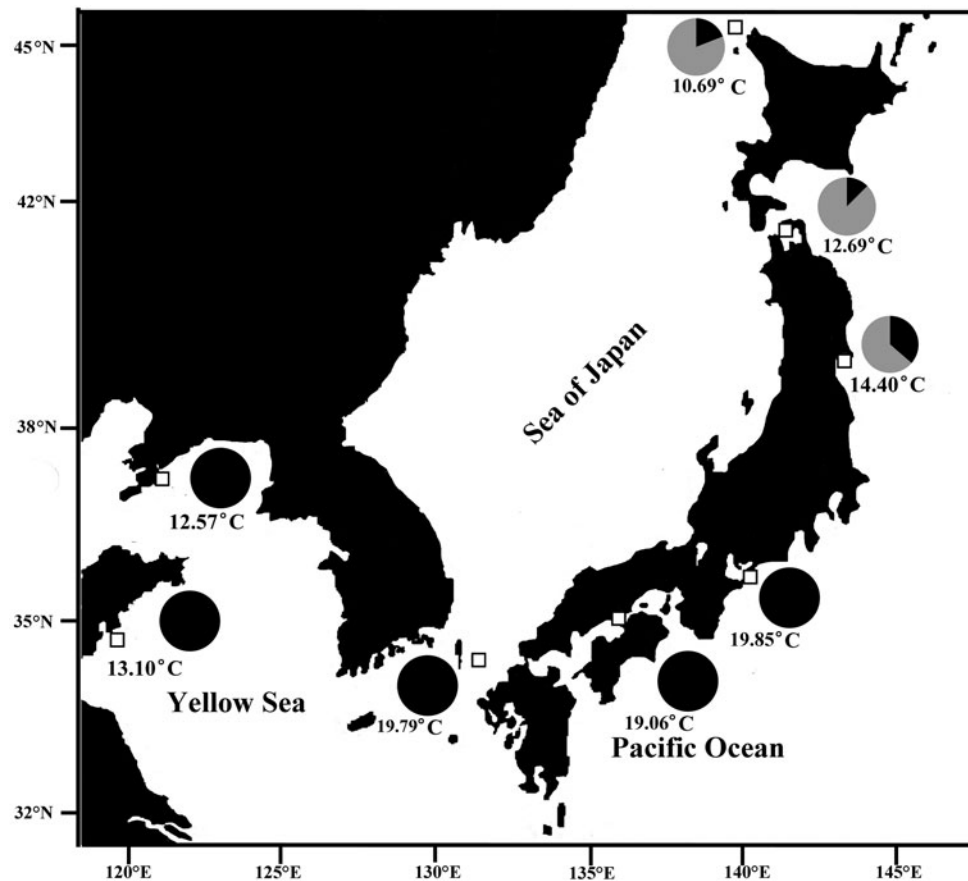 45°N
10.69° C
42°N
12.69°C
14.40°C
Sea of Japan
38°N
12.57°C
35°N
13.10°C
19.85°C
Yellow Sea
19.79°C
19.06°C
Pacific Ocean
32°N
120°E
125°E
130°E
135°E
140°E
145°E